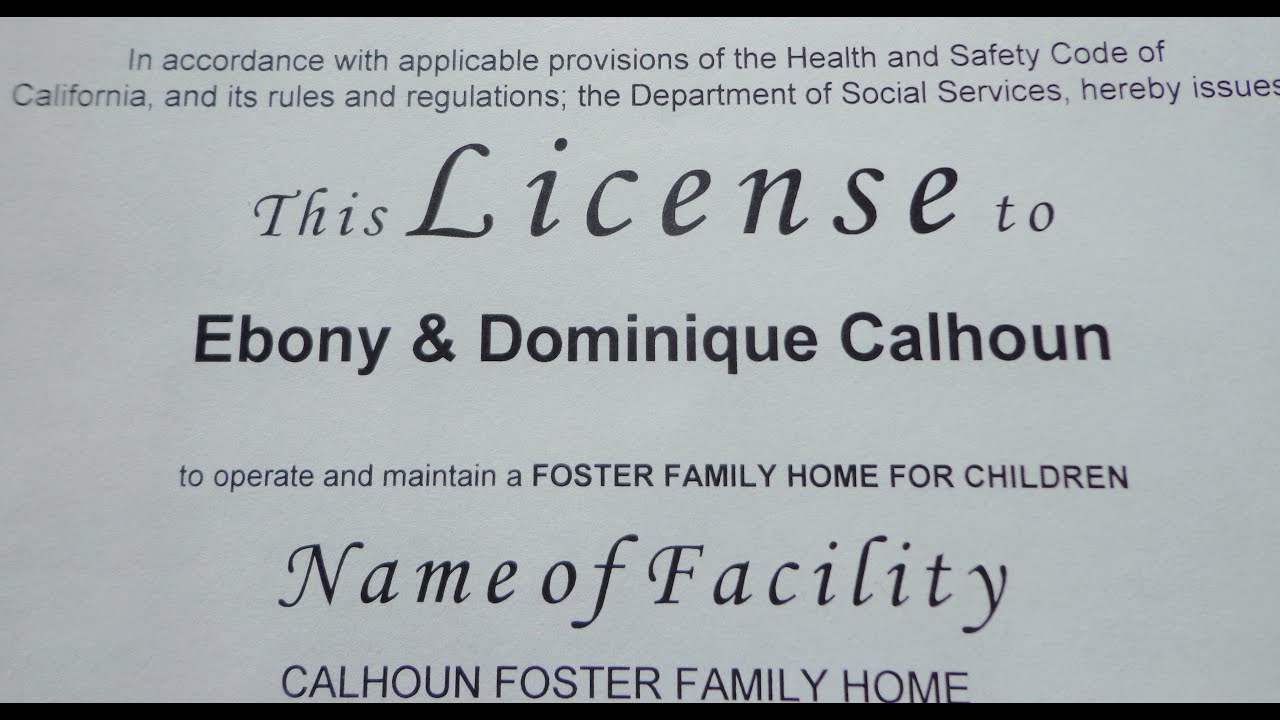 In accordance with applicable provisions of the Health and Safety Code of
California, and its rules and regulations; the Department of Social Services, hereby issues
This License to
Ebony & Dominique Calhoun
to operate and maintain a FOSTER FAMILY HOME FOR CHILDREN
Name of Facility
CALHOUN FOSTER FAMILY HOME